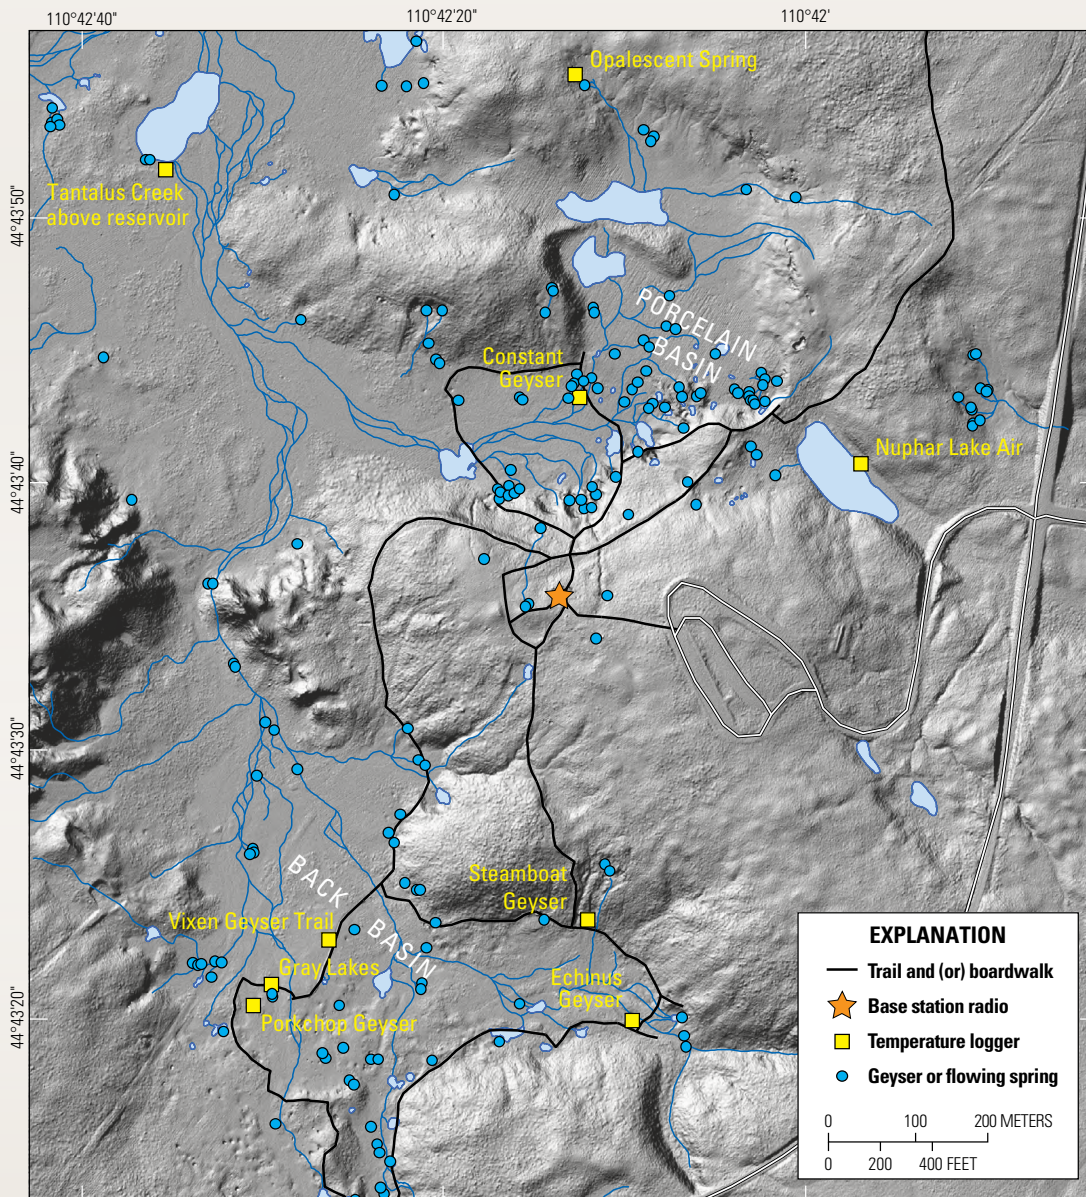 110°42'40"
110°42'20"
110°42'
Opalescent Spring
Tantalus Creek
above reservoir
44°43'50"
PORCELAIN
BASIN
Constant
Geyser
Nuphar Lake Air
44°43'40"
44°43'30"
BACK
BASIN
Steamboat
Geyser
Vixen Geyser Trail
Gray Lakes
Echinus
Geyser
Porkchop Geyser
44°43'20"
EXPLANATION
Trail and (or) boardwalk
Base station radio
Temperature logger
Geyser or flowing spring
0 100 200 METERS
0 200 400 FEET